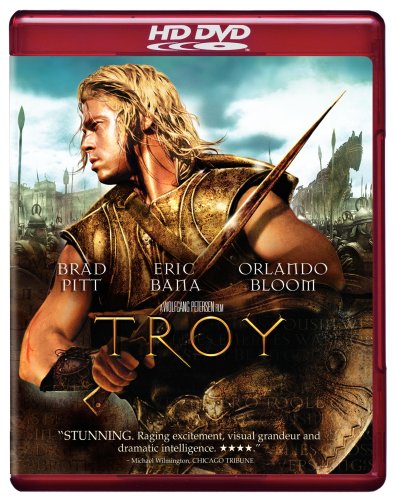 HD DVD
BRAD PITT
ERIC BANA
ORLANDO BLOOM
A WOLFGANG PETERSEN FILM
TROY
“STUNNING. Raging excitement, visual grandeur and
dramatic intelligence. ★★★★.”
– Michael Wilmington, CHICAGO TRIBUNE